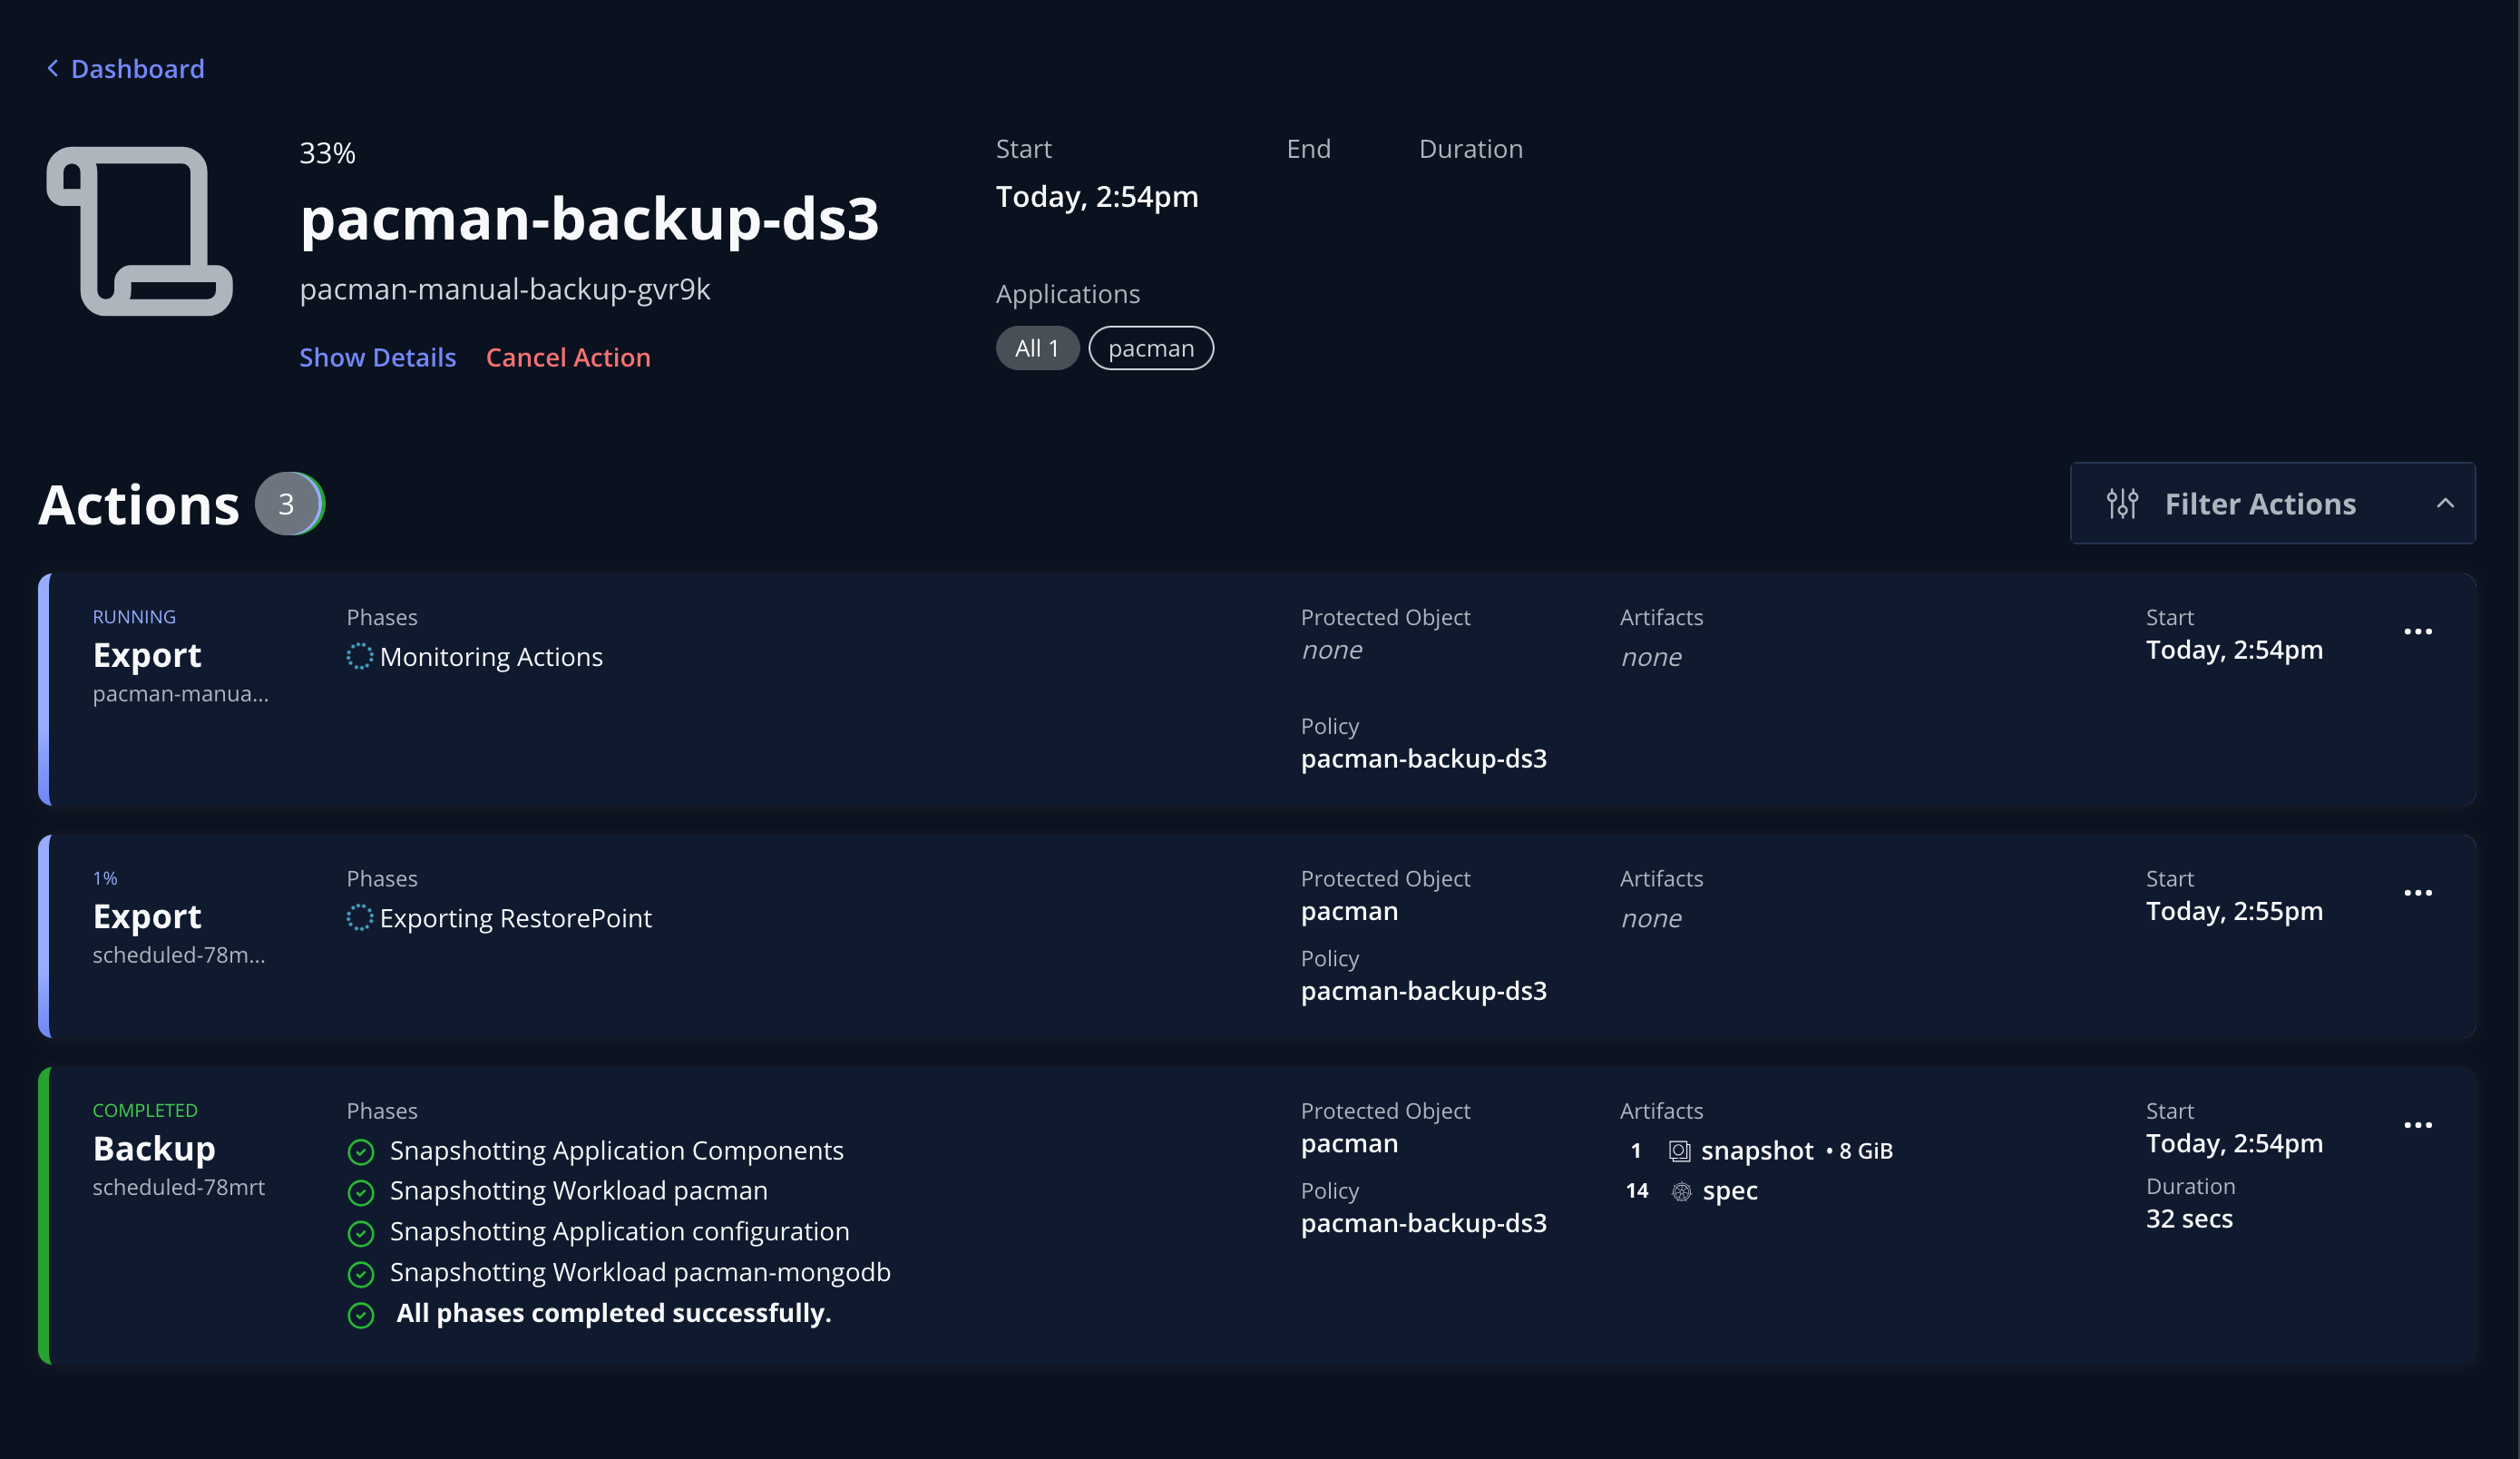 Dashboard
33%
pacman-backup-ds3
pacman-manual-backup-gvr9k
Show Details Cancel Action
Start End Duration
Today, 2:54pm
Applications
All 1 pacman
Actions 3
Filter Actions
RUNNING
Export
pacman-manua...
Phases
Monitoring Actions
Protected Object
none
Policy
pacman-backup-ds3
Artifacts
none
Start
Today, 2:54pm
1%
Export
scheduled-78m...
Phases
Exporting RestorePoint
Protected Object
pacman
Policy
pacman-backup-ds3
Artifacts
none
Start
Today, 2:55pm
COMPLETED
Backup
scheduled-78mrt
Phases
Snapshotting Application Components
Snapshotting Workload pacman
Snapshotting Application configuration
Snapshotting Workload pacman-mongodb
All phases completed successfully.
Protected Object
pacman
Policy
pacman-backup-ds3
Artifacts
1 snapshot • 8 GiB
14 spec
Start
Today, 2:54pm
Duration
32 secs